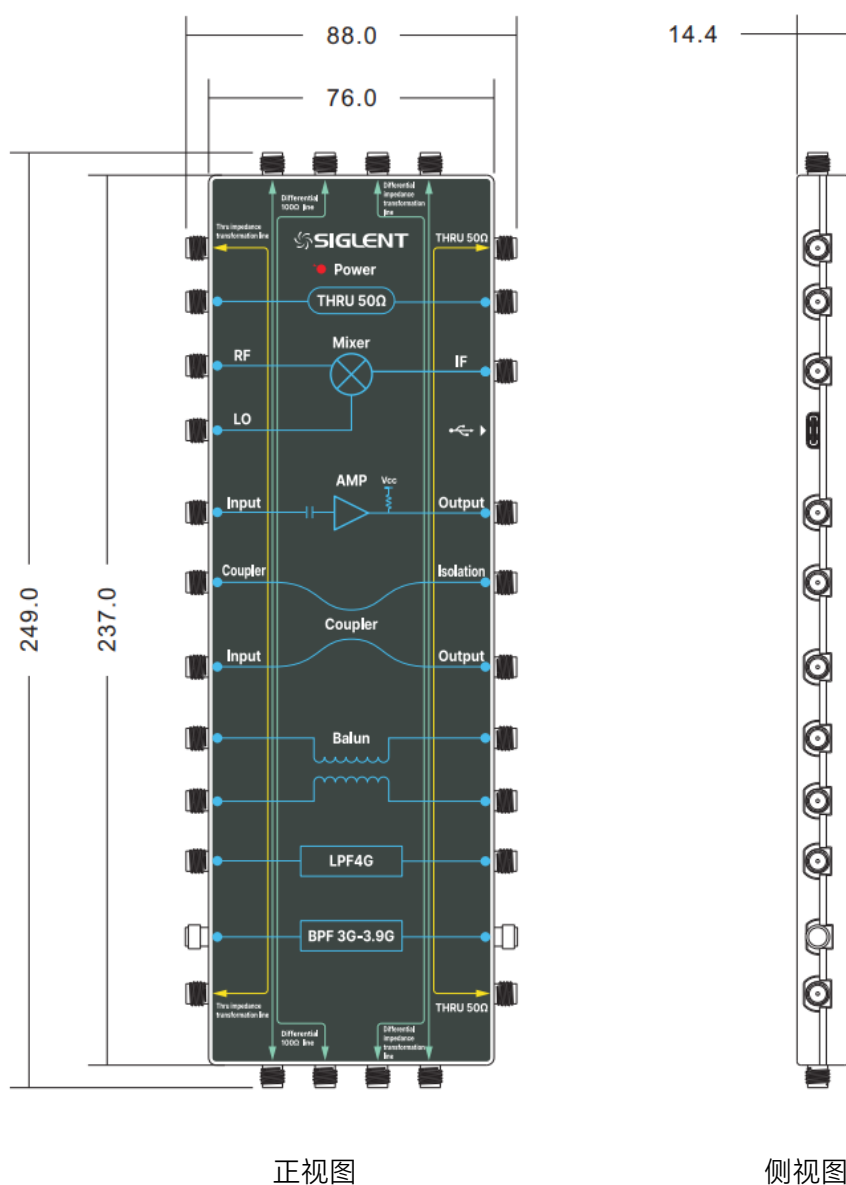 88.0
14.4
76.0
Differential
100Ω line
Differential
impedance
transformation
line
Thru impedance
transformation line
SIGLENT
THRU 50Ω
Power
THRU 50Ω
Mixer
RF
IF
LO
AMP
Vcc
Input
Output
Coupler
Isolation
249.0
237.0
Coupler
Input
Output
Balun
LPF4G
BPF 3G-3.9G
Thru impedance
transformation line
THRU 50Ω
Differential
100Ω line
Differential
impedance
transformation
line
正视图
侧视图